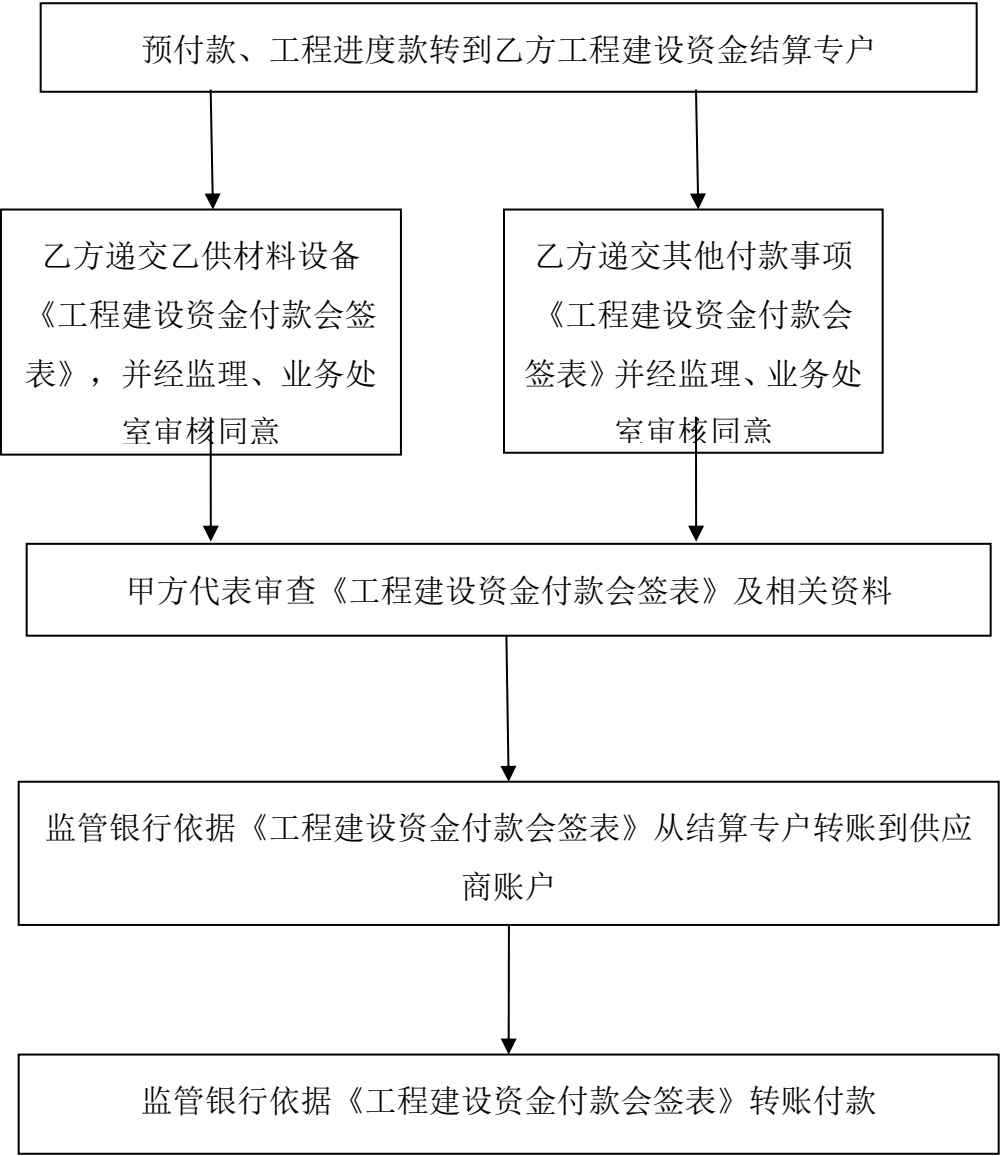 预付款、工程进度款转到乙方工程建设资金结算专户
乙方递交乙供材料设备
《工程建设资金付款会签
表》，并经监理、业务处
室审核同意
乙方递交其他付款事项
《工程建设资金付款会
签表》并经监理、业务处
室审核同意
甲方代表审查《工程建设资金付款会签表》及相关资料
监管银行依据《工程建设资金付款会签表》从结算专户转账到供应
商账户
监管银行依据《工程建设资金付款会签表》转账付款